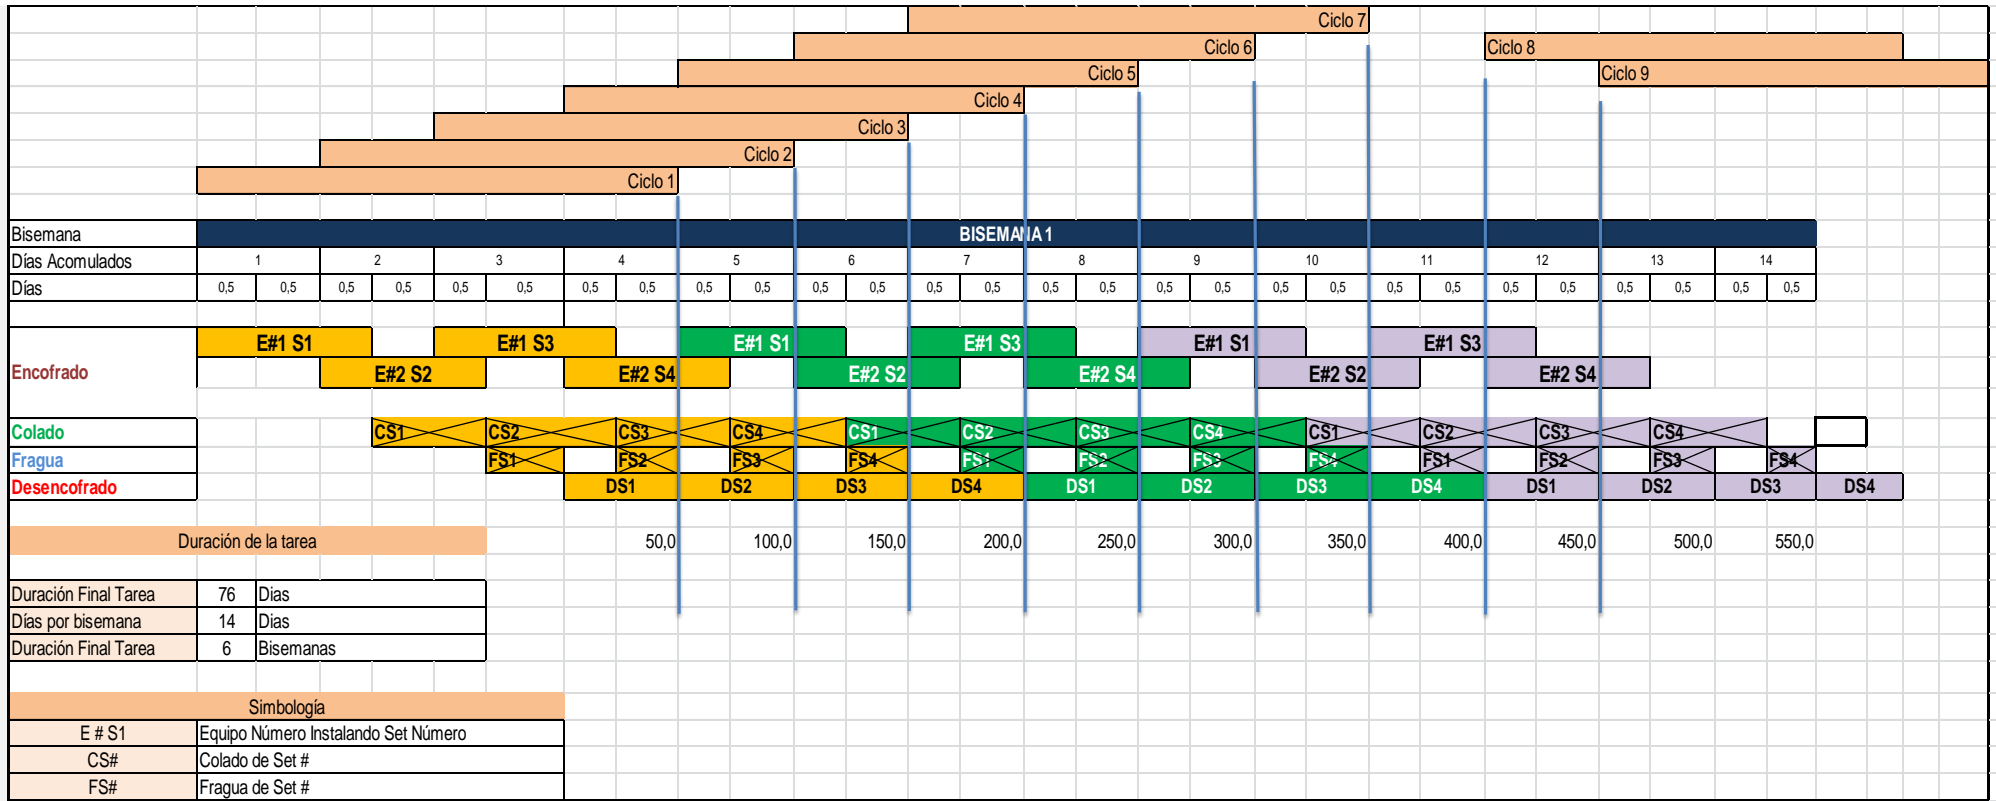 Ciclo 7
Ciclo 6 Ciclo 8
Ciclo 5 Ciclo 9
Ciclo 4
Ciclo 3
Ciclo 2
Ciclo 1
Bisemana BISEMANA 1
Días Acomulados 1 2 3 4 5 6 7 8 9 10 11 12 13 14
Días 0,5 0,5 0,5 0,5 0,5 0,5 0,5 0,5 0,5 0,5 0,5 0,5 0,5 0,5 0,5 0,5 0,5 0,5 0,5 0,5 0,5 0,5 0,5 0,5 0,5 0,5 0,5 0,5
E#1 S1 E#1 S3 E#1 S1 E#1 S3 E#1 S1 E#1 S3
Encofrado E#2 S2 E#2 S4 E#2 S2 E#2 S4 E#2 S2 E#2 S4
Colado CS1 CS2 CS3 CS4 CS1 CS2 CS3 CS4 CS1 CS2 CS3 CS4
Fragua FS1 FS2 FS3 FS4 FS1 FS2 FS3 FS4 FS1 FS2 FS3 FS4
Desencofrado DS1 DS2 DS3 DS4 DS1 DS2 DS3 DS4 DS1 DS2 DS3 DS4
Duración de la tarea 50,0 100,0 150,0 200,0 250,0 300,0 350,0 400,0 450,0 500,0 550,0
Duración Final Tarea 76 Dias
Días por bisemana 14 Dias
Duración Final Tarea 6 Bisemanas
Simbología
E # S1 Equipo Número Instalando Set Número
CS# Colado de Set #
FS# Fragua de Set #